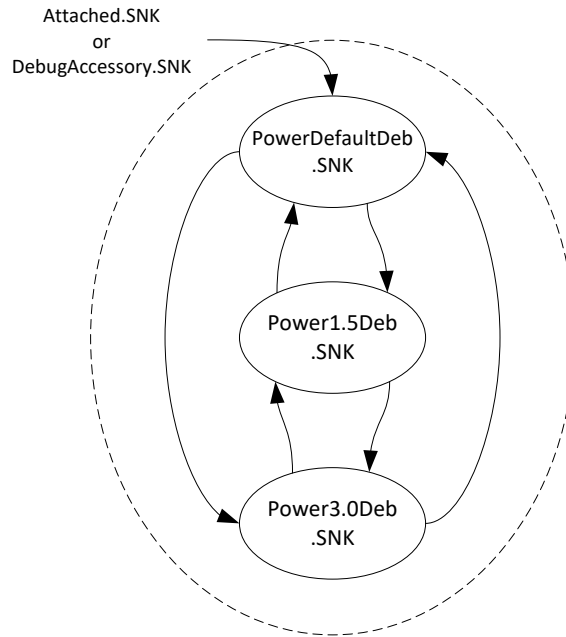 Attached.SNK
or
DebugAccessory.SNK
PowerDefaultDeb
.SNK
Power1.5Deb
.SNK
Power3.0Deb
.SNK